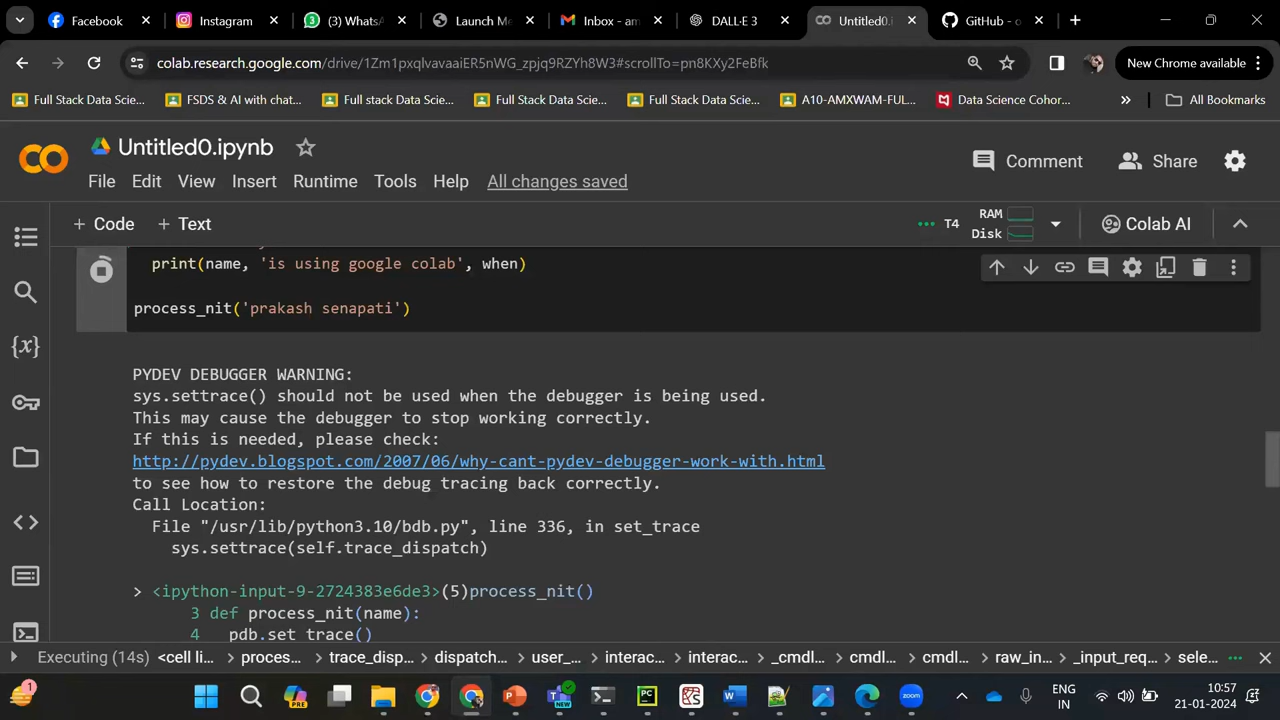 Facebook
Instagram
(3) WhatsA
Launch Me
Inbox - am
DALL·E 3
Untitled0.i
GitHub - o
colab.research.google.com/drive/1Zm1pxqlvavaaiER5nWG_zpjq9RZYh8W3#scrollTo=pn8KXy2FeBfk
New Chrome available
Full Stack Data Scie...
FSDS & AI with chat...
Full stack Data Scie...
Full Stack Data Scie...
Full Stack Data Scie...
A10-AMXWAM-FUL...
Data Science Cohor...
All Bookmarks
Untitled0.ipynb
Comment
Share
File Edit View Insert Runtime Tools Help All changes saved
+ Code + Text
T4
RAM
Disk
Colab AI
print(name, 'is using google colab', when)
process_nit('prakash senapati')
PYDEV DEBUGGER WARNING:
sys.settrace() should not be used when the debugger is being used.
This may cause the debugger to stop working correctly.
If this is needed, please check:
http://pydev.blogspot.com/2007/06/why-cant-pydev-debugger-work-with.html
to see how to restore the debug tracing back correctly.
Call Location:
File "/usr/lib/python3.10/bdb.py", line 336, in set_trace
sys.settrace(self.trace_dispatch)
> <ipython-input-9-2724383e6de3>(5)process_nit()
3 def process_nit(name):
4 pdb.set_trace()
Executing (14s) <cell li... proces... trace_disp... dispatch... user_... interac... interac... _cmdl... cmdl... cmdl... raw_in... _input_req... sele...
ENG
IN
10:57
21-01-2024